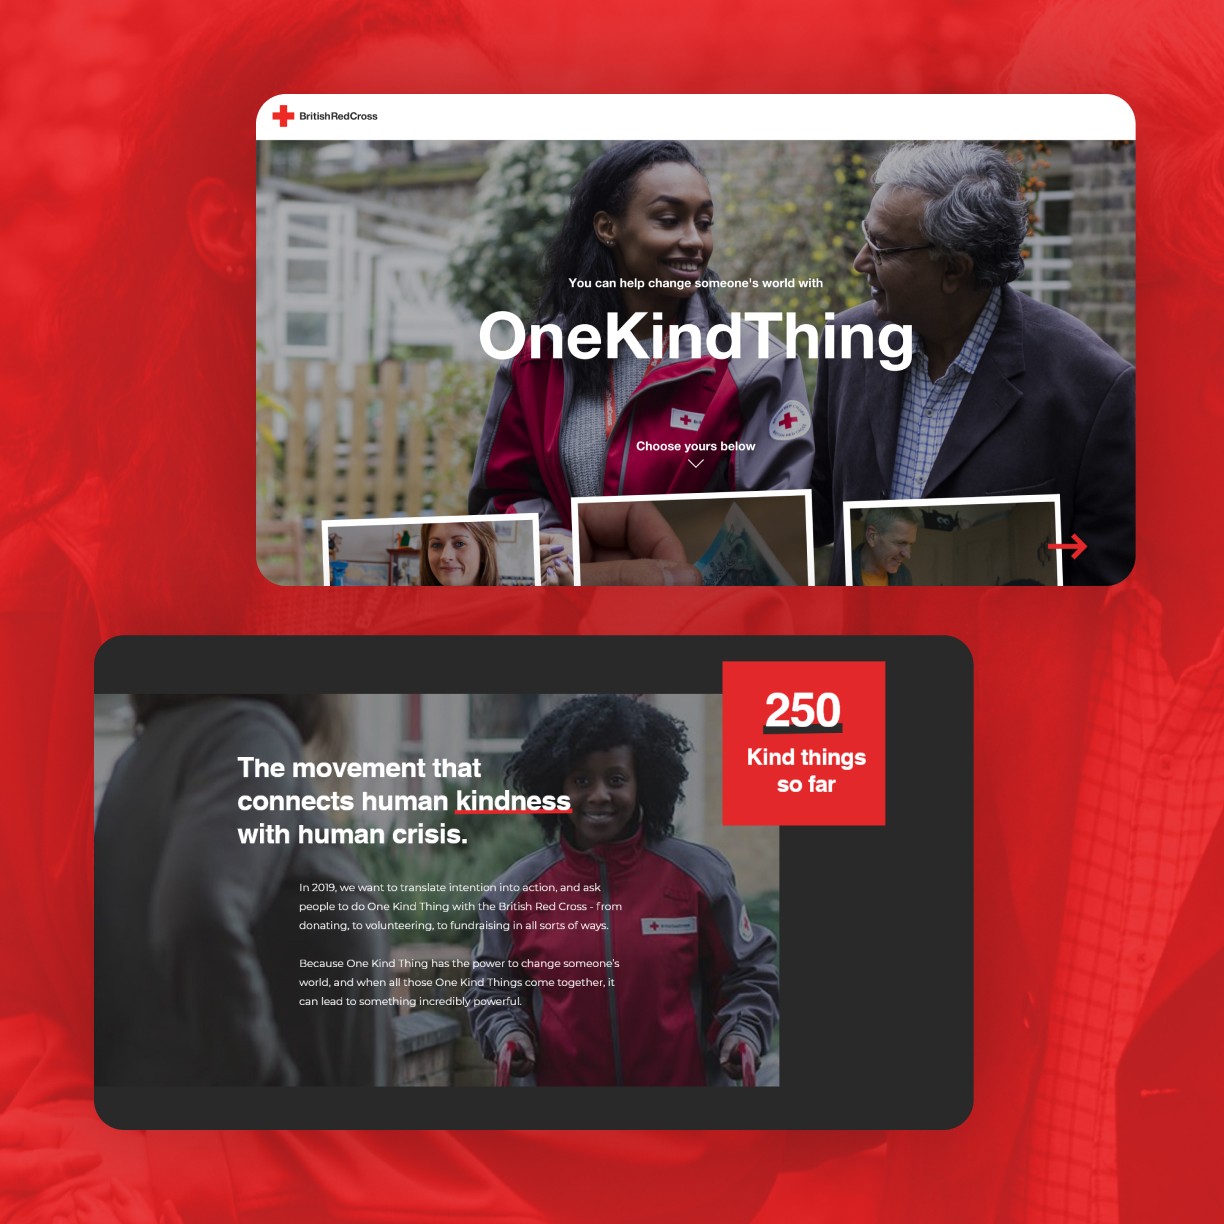 BritishRedCross
You can help change someone's world with
OneKindThing
Choose yours below
250
Kind things
so far
The movement that
connects human kindness
with human crisis.
In 2019, we want to translate intention into action, and ask
people to do One Kind Thing with the British Red Cross - from
donating, to volunteering, to fundraising in all sorts of ways.
Because One Kind Thing has the power to change someone's
world, and when all those One Kind Things come together, it
can lead to something incredibly powerful.